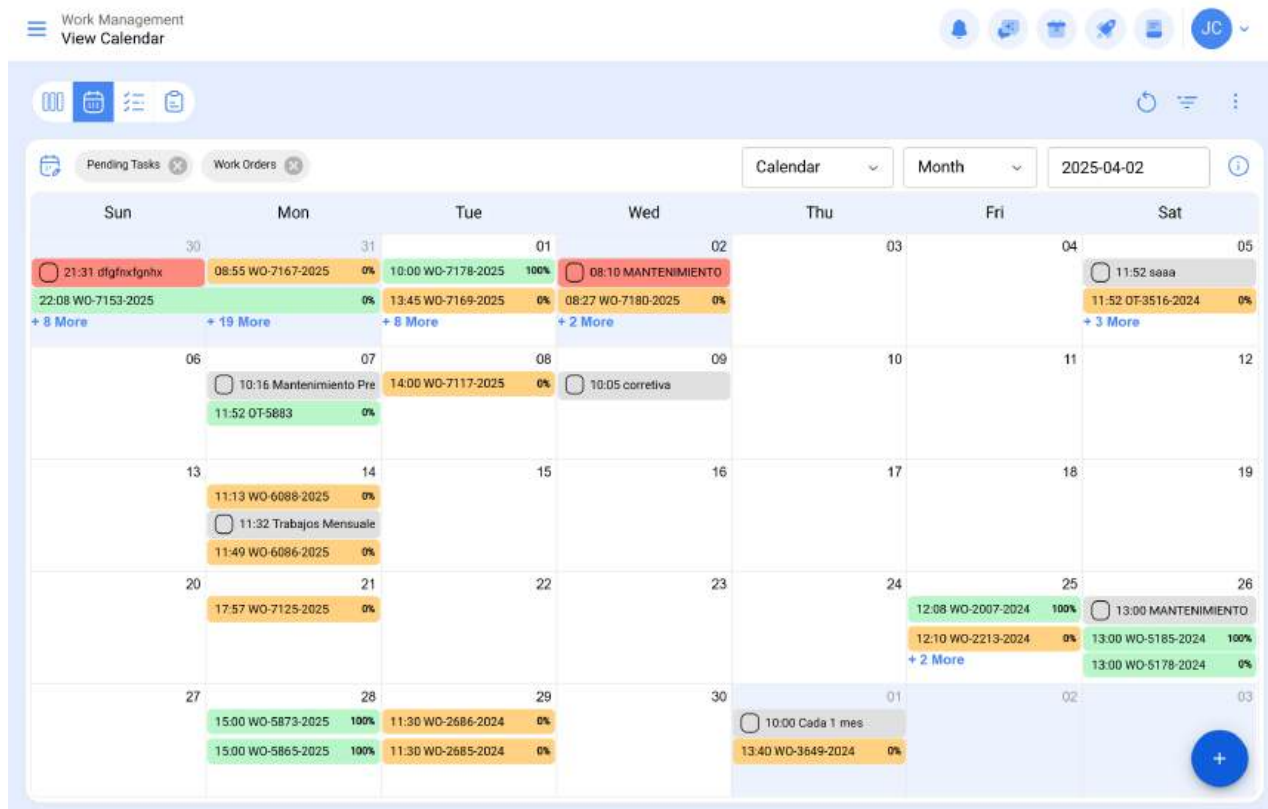 Work Management
View Calendar
JC
Pending Tasks
Work Orders
Calendar
Month
2025-04-02
Sun Mon Tue Wed Thu Fri Sat
30 31 01 02 03 04 05
21:31 dfgfnxfgnhx
08:55 WO-7167-2025 0%
10:00 WO-7178-2025 100%
08:10 MANTENIMIENTO
11:52 saaa
22:08 WO-7153-2025 0%
13:45 WO-7169-2025 0%
08:27 WO-7180-2025 0%
11:52 OT-3516-2024 0%
+ 8 More
+ 19 More
+ 8 More
+ 2 More
+ 3 More
06 07 08 09 10 11 12
10:16 Mantenimiento Pre
14:00 WO-7117-2025 0%
10:05 corretiva
11:52 OT-5883 0%
13 14 15 16 17 18 19
11:13 WO-6088-2025 0%
11:32 Trabajos Mensuale
11:49 WO-6086-2025 0%
20 21 22 23 24 25 26
17:57 WO-7125-2025 0%
12:08 WO-2007-2024 100%
13:00 MANTENIMIENTO
12:10 WO-2213-2024 0%
13:00 WO-5185-2024 100%
+ 2 More
13:00 WO-5178-2024 0%
27 28 29 30 01 02 03
15:00 WO-5873-2025 100%
11:30 WO-2686-2024 0%
10:00 Cada 1 mes
15:00 WO-5865-2025 100%
11:30 WO-2685-2024 0%
13:40 WO-3649-2024 0%